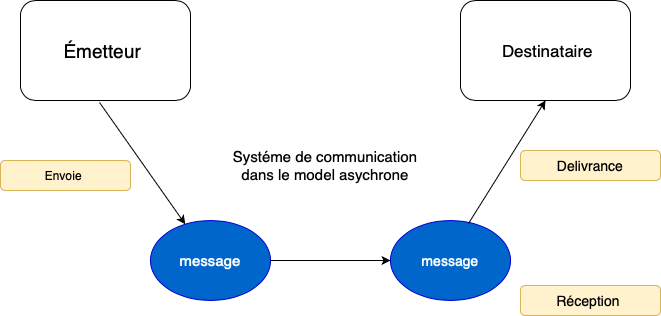 Émetteur
Destinataire
Systéme de communication
dans le model asychrone
Envoie
Delivrance
message
message
Réception